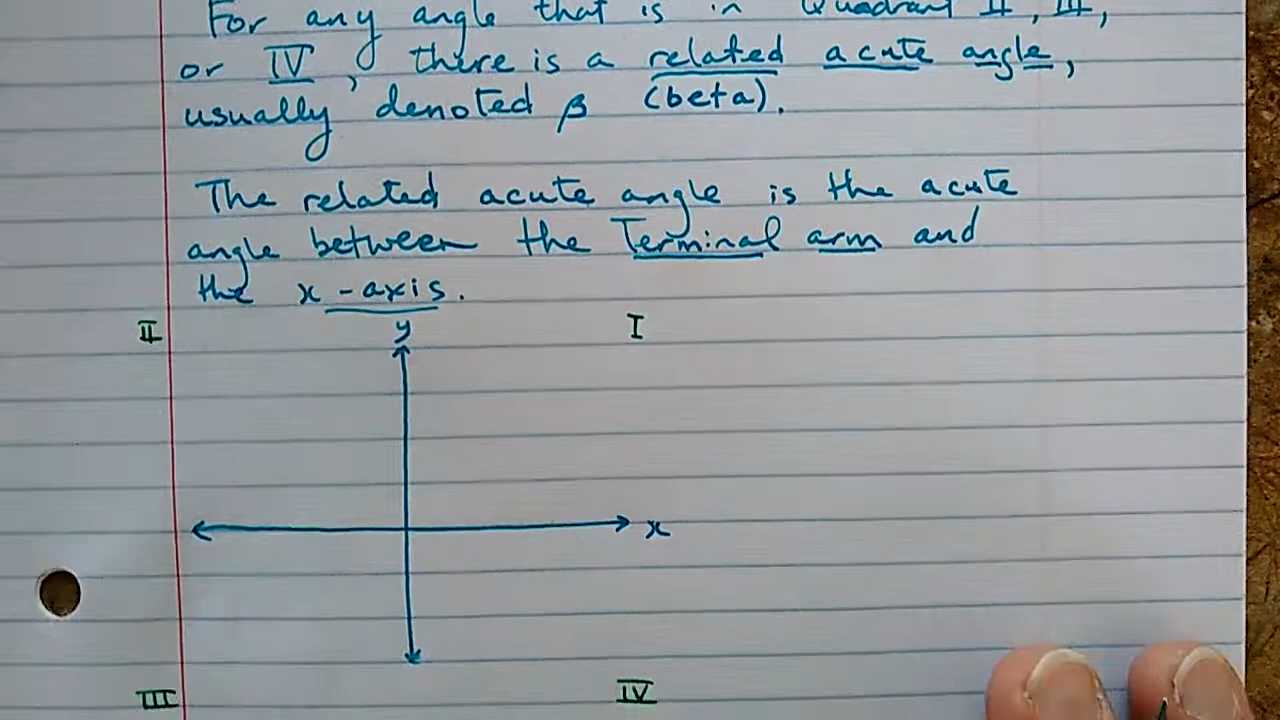 For any angle that is in Quadrant II, III,
or IV, there is a related acute angle,
usually denoted β (beta).
The related acute angle is the acute
angle between the Terminal arm and
the x-axis.
II y I
x
III IV